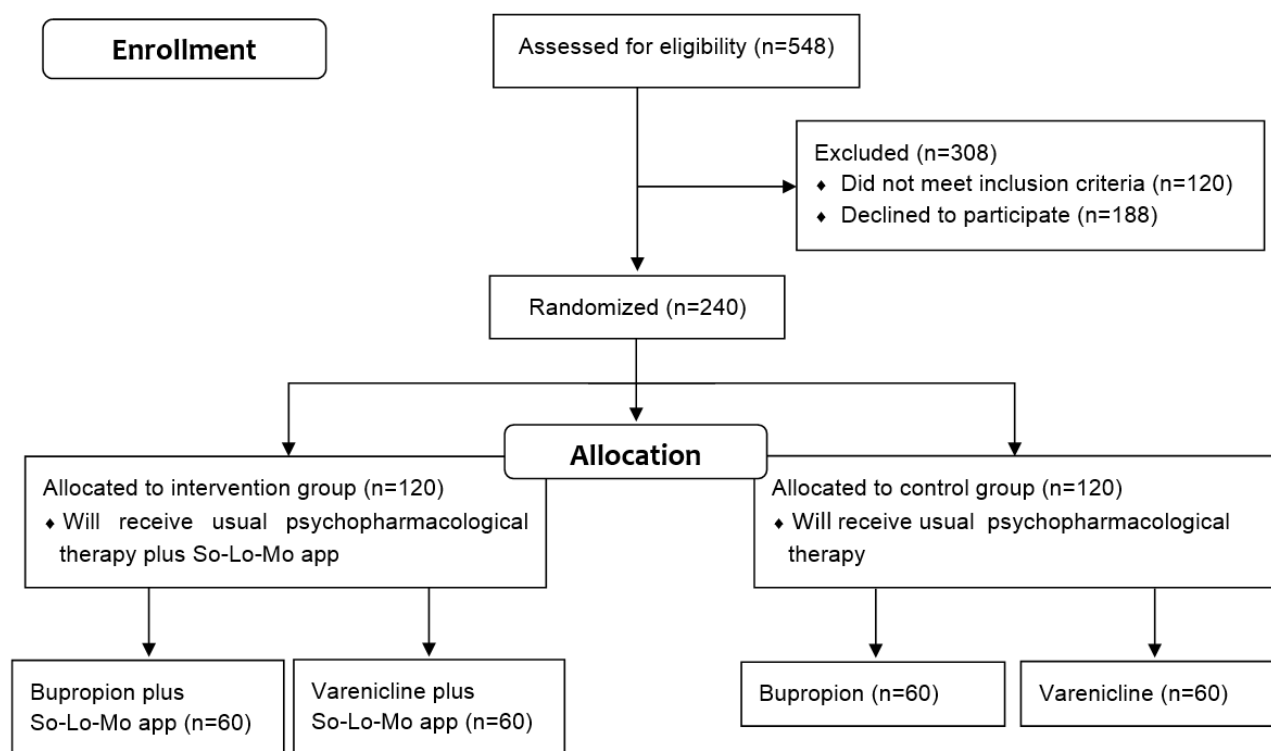 Enrollment
Assessed for eligibility (n=548)
Excluded (n=308)
♦ Did not meet inclusion criteria (n=120)
♦ Declined to participate (n=188)
Randomized (n=240)
Allocation
Allocated to intervention group (n=120)
♦ Will receive usual psychopharmacological
therapy plus So-Lo-Mo app
Allocated to control group (n=120)
♦ Will receive usual psychopharmacological
therapy
Bupropion plus
So-Lo-Mo app (n=60)
Varenicline plus
So-Lo-Mo app (n=60)
Bupropion (n=60)
Varenicline (n=60)